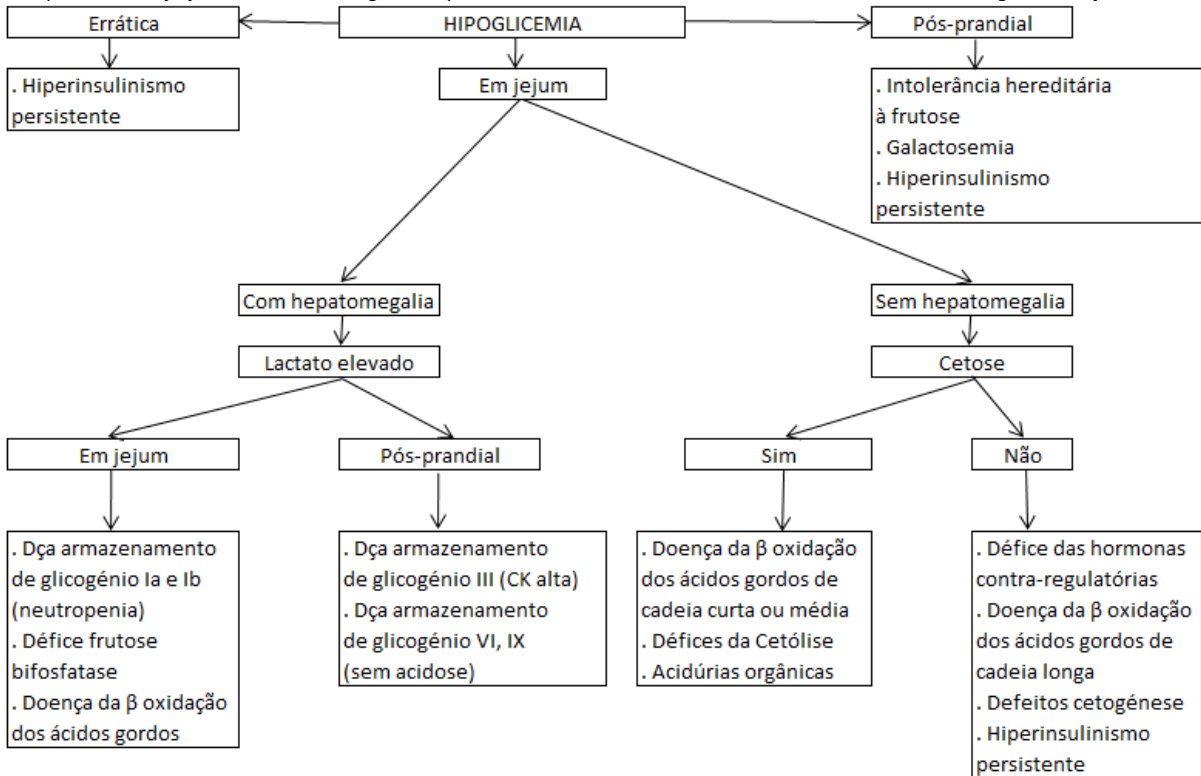 Errática
HIPOGLICEMIA
Pós-prandial
. Hiperinsulinismo
persistente
Em jejum
. Intolerância hereditária
à frutose
. Galactosemia
. Hiperinsulinismo
persistente
Com hepatomegalia
Sem hepatomegalia
Lactato elevado
Cetose
Em jejum
Pós-prandial
Sim
Não
. Dça armazenamento
de glicogénio Ia e Ib
(neutropenia)
. Défice frutose
bifosfatase
. Doença da β oxidação
dos ácidos gordos
. Dça armazenamento
de glicogénio III (CK alta)
. Dça armazenamento
de glicogénio VI, IX
(sem acidose)
. Doença da β oxidação
dos ácidos gordos de
cadeia curta ou média
. Défices da Cetólise
. Acidúrias orgânicas
. Défice das hormonas
contra-regulatórias
. Doença da β oxidação
dos ácidos gordos de
cadeia longa
. Defeitos cetogénese
. Hiperinsulinismo
persistente